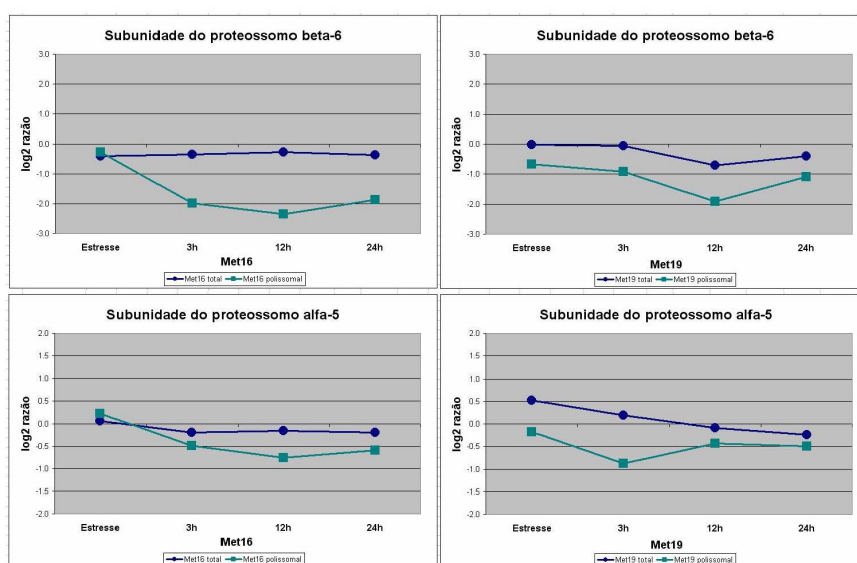 Subunidade do proteossomo beta-6
3.0
2.0
1.0
0.0
-1.0
-2.0
-3.0
log2 razão
Estresse 3h 12h 24h
Met16
Met16 total Met16 polissomal
Subunidade do proteossomo beta-6
3.0
2.0
1.0
0.0
-1.0
-2.0
-3.0
log2 razão
Estresse 3h 12h 24h
Met19
Met19 total Met19 polissomal
Subunidade do proteossomo alfa-5
2.0
1.5
1.0
0.5
0.0
-0.5
-1.0
-1.5
-2.0
log2 razão
Estresse 3h 12h 24h
Met16
Met16 total Met16 polissomal
Subunidade do proteossomo alfa-5
2.0
1.5
1.0
0.5
0.0
-0.5
-1.0
-1.5
-2.0
log2 razão
Estresse 3h 12h 24h
Met19
Met19 total Met19 polissomal